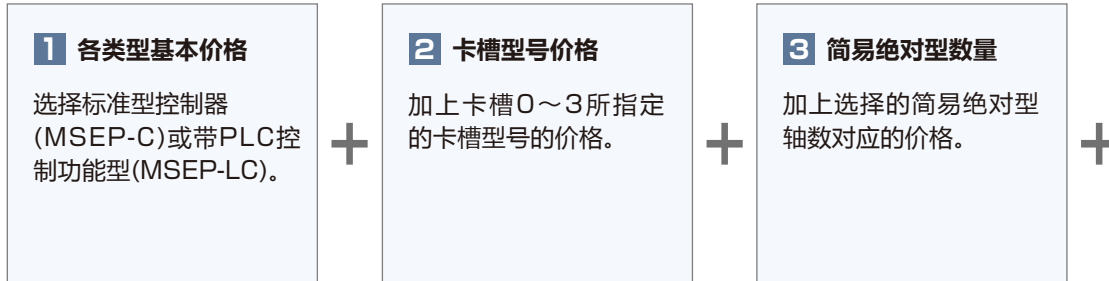 1 各类型基本价格
选择标准型控制器
(MSEP-C)或带PLC控
制功能型(MSEP-LC)。
+
2 卡槽型号价格
加上卡槽0～3所指定
的卡槽型号的价格。
+
3 简易绝对型数量
加上选择的简易绝对型
轴数对应的价格。
+